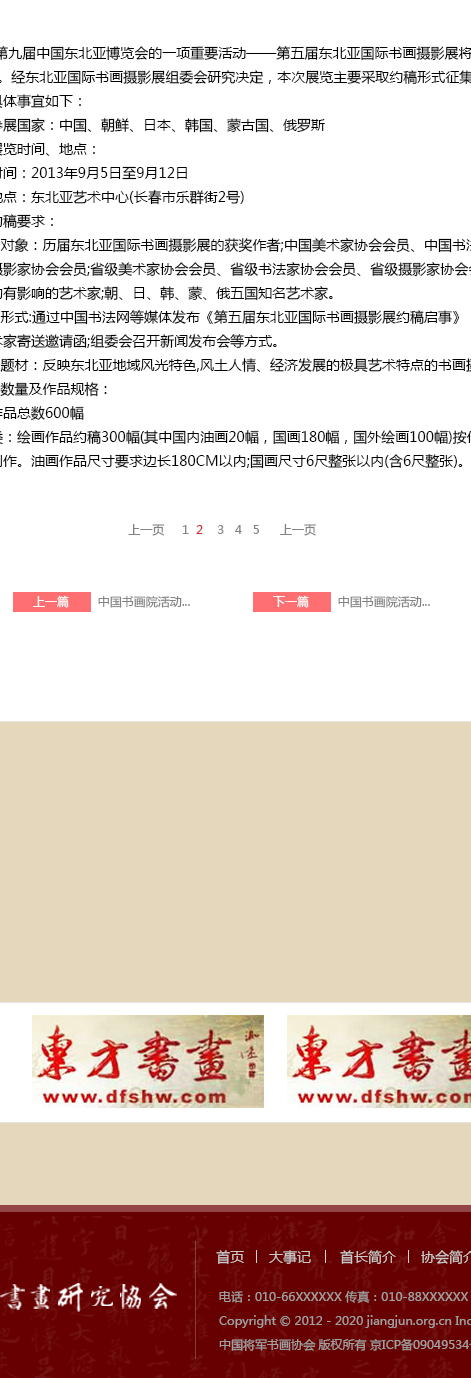 第九届中国东北亚博览会的一项重要活动——第五届东北亚国际书画摄影展将
。经东北亚国际书画摄影展组委会研究决定，本次展览主要采取约稿形式征集
具体事宜如下：
参展国家：中国、朝鲜、日本、韩国、蒙古国、俄罗斯
展览时间、地点：
时间：2013年9月5日至9月12日
地点：东北亚艺术中心(长春市乐群街2号)
约稿要求：
对象：历届东北亚国际书画摄影展的获奖作者;中国美术家协会会员、中国书法
摄影家协会会员;省级美术家协会会员、省级书法家协会会员、省级摄影家协会会
的有影响的艺术家;朝、日、韩、蒙、俄五国知名艺术家。
形式:通过中国书法网等媒体发布《第五届东北亚国际书画摄影展约稿启事》
术家寄送邀请函;组委会召开新闻发布会等方式。
题材：反映东北亚地域风光特色,风土人情、经济发展的极具艺术特点的书画摄
数量及作品规格：
作品总数600幅
类：绘画作品约稿300幅(其中国内油画20幅，国画180幅，国外绘画100幅)按作
创作。油画作品尺寸要求边长180CM以内;国画尺寸6尺整张以内(含6尺整张)。
上一页 1 2 3 4 5 上一页
上一篇 中国书画院活动... 下一篇 中国书画院活动...
東方書畫 東方書
www.dfshw.com www.dfshw.com
首页 | 大事记 | 首长简介 | 协会简介
書畫研究協会
电话：010-66XXXXXX 传真：010-88XXXXXX
Copyright © 2012 - 2020 jiangjun.org.cn Inc
中国将军书画协会 版权所有 京ICP备09049534